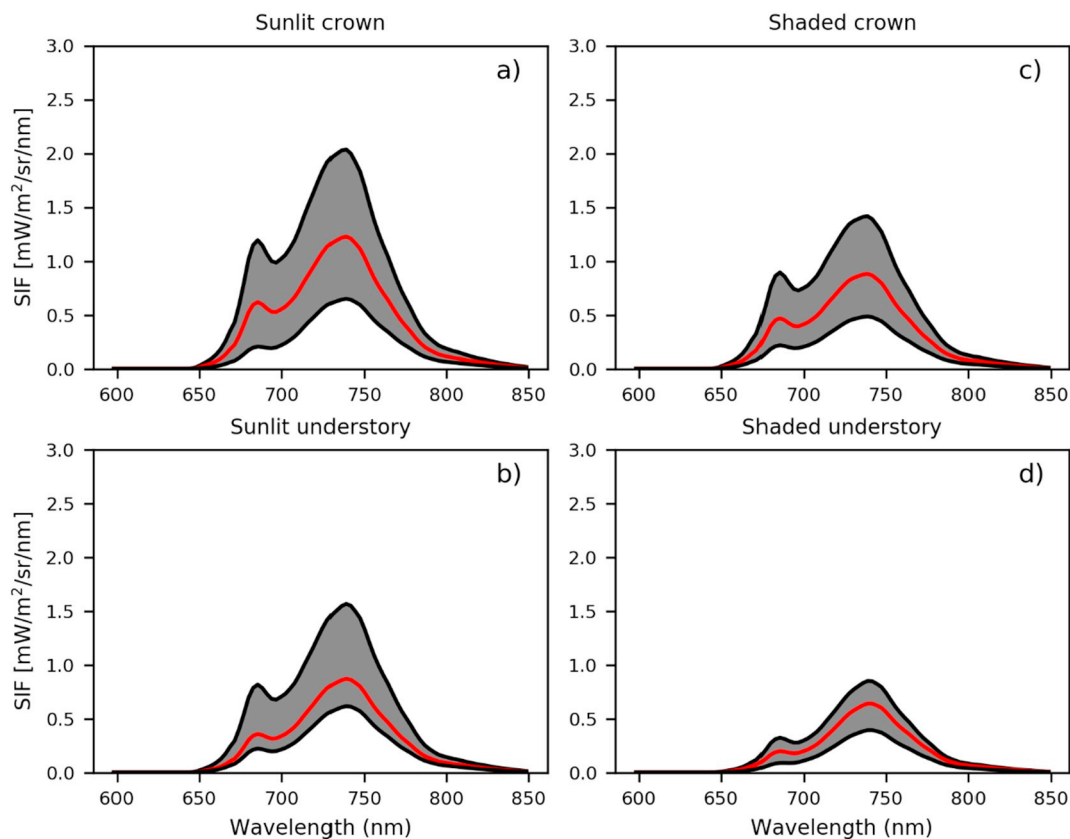 Sunlit crown
a)
3.0
2.5
2.0
1.5
1.0
0.5
0.0
SIF [mW/m²/sr/nm]
600 650 700 750 800 850
Shaded crown
c)
3.0
2.5
2.0
1.5
1.0
0.5
0.0
600 650 700 750 800 850
Sunlit understory
b)
3.0
2.5
2.0
1.5
1.0
0.5
0.0
SIF [mW/m²/sr/nm]
600 650 700 750 800 850
Wavelength (nm)
Shaded understory
d)
3.0
2.5
2.0
1.5
1.0
0.5
0.0
600 650 700 750 800 850
Wavelength (nm)